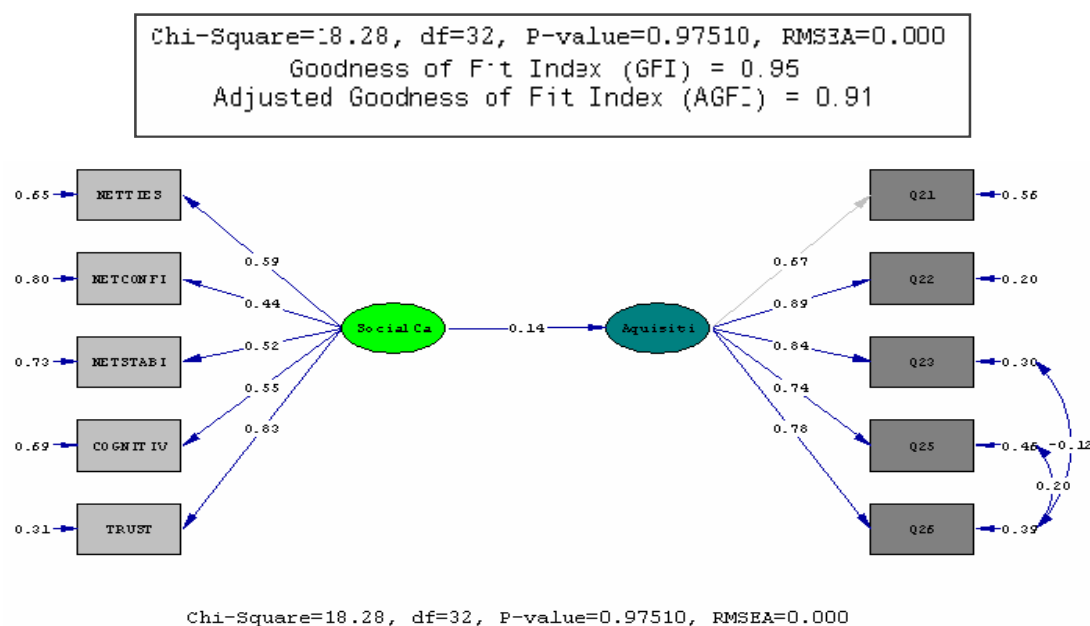 Chi-Square=18.28, df=32, P-value=0.97510, RMSEA=0.000
Goodness of Fit Index (GFI) = 0.95
Adjusted Goodness of Fit Index (AGFI) = 0.91
0.65 NETTIES
0.80 NETCONFI
0.73 NETSTABI
0.69 COGNITIV
0.31 TRUST
0.59
0.44
0.52
0.55
0.83
SocialCa
0.14
Aquisiti
0.67
0.89
0.84
0.74
0.78
Q21 0.56
Q22 0.20
Q23 0.30
Q25 0.45 -0.12
0.20
Q26 0.39
Chi-Square=18.28, df=32, P-value=0.97510, RMSEA=0.000